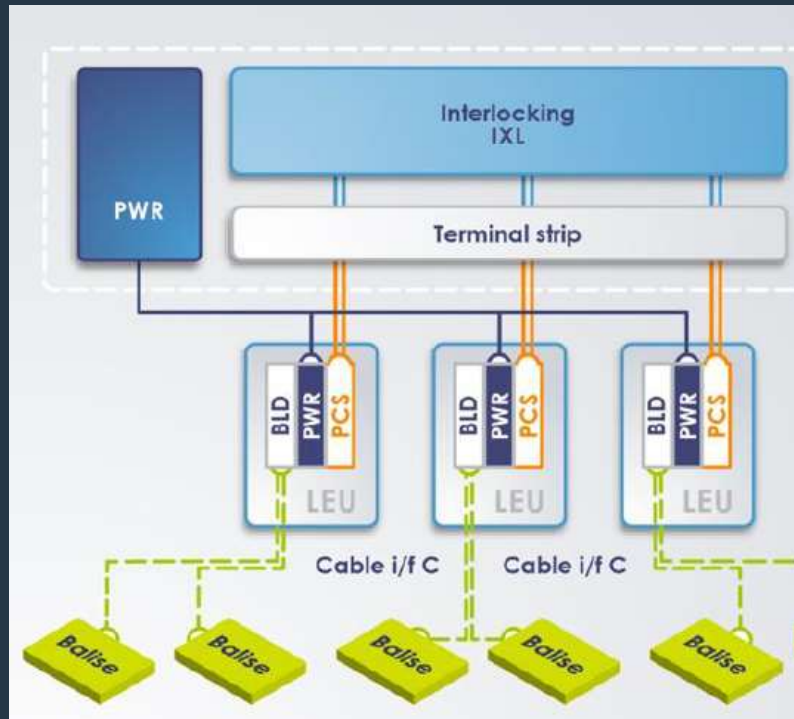 Interlocking
IXL
PWR
Terminal strip
BLD
PWR
PCS
LEU
BLD
PWR
PCS
LEU
BLD
PWR
PCS
LEU
Cable i/f C
Cable i/f C
Balise
Balise
Balise
Balise
Balise